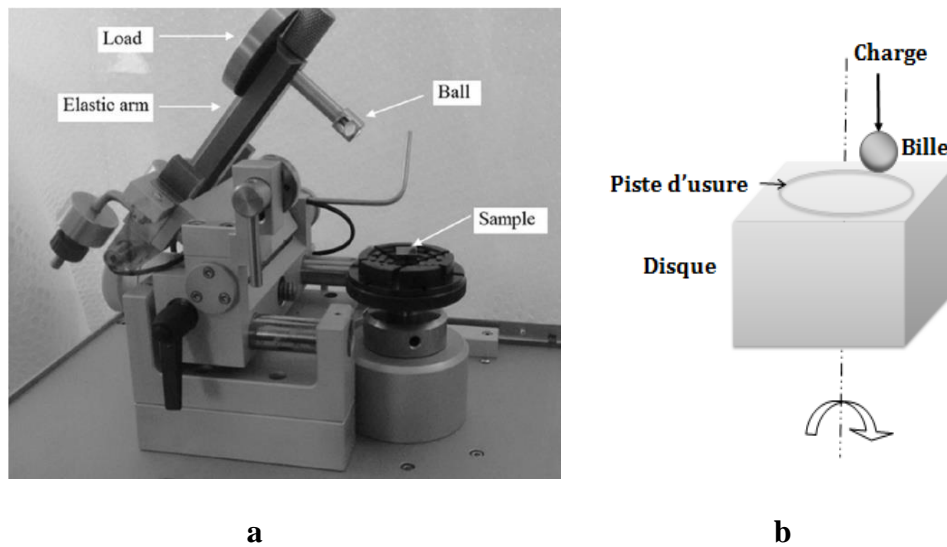 Load
Elastic arm
Ball
Sample
Charge
Bille
Piste d'usure
Disque
a
b